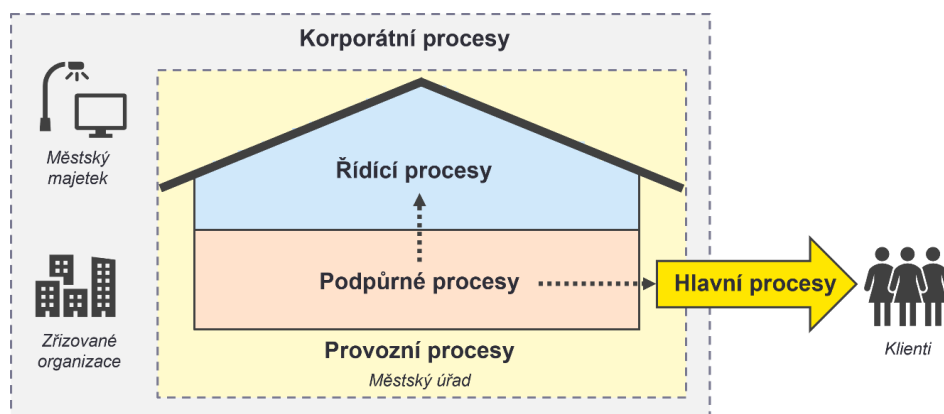 Korporátní procesy
Městský
majetek
Řídící procesy
Podpůrné procesy
Hlavní procesy
Zřizované
organizace
Provozní procesy
Městský úřad
Klienti